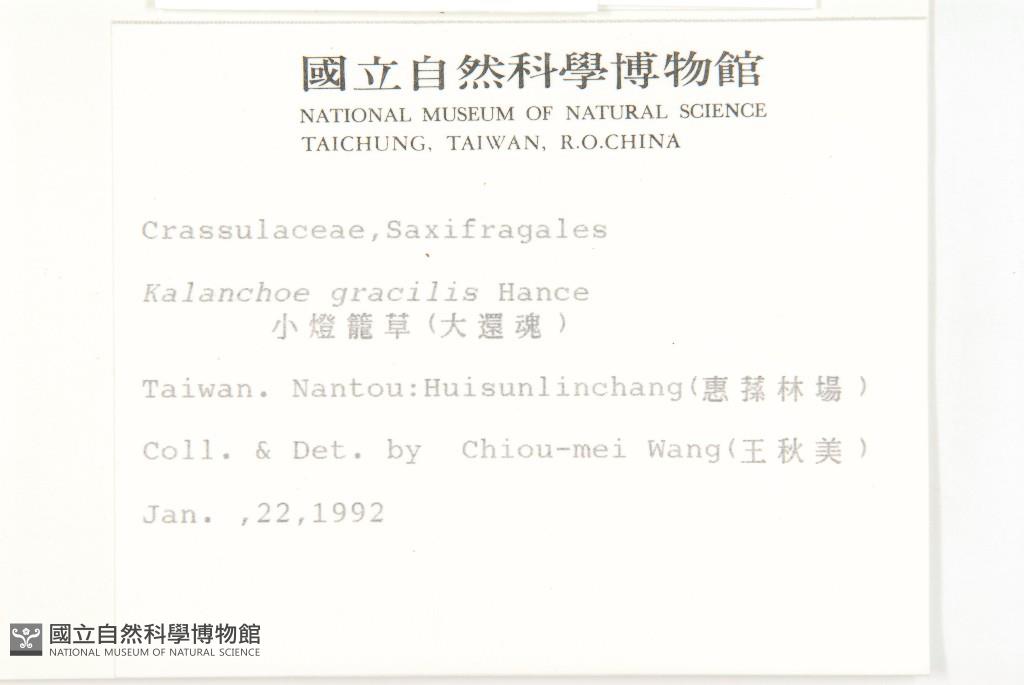 國立自然科學博物館
NATIONAL MUSEUM OF NATURAL SCIENCE
TAICHUNG, TAIWAN, R.O.CHINA
Crassulaceae,Saxifragales
Kalanchoe gracilis Hance
小燈籠草(大還魂)
Taiwan. Nantou:Huisunlinchang(惠蓀林場)
Coll. & Det. by Chiou-mei Wang(王秋美)
Jan. ,22,1992
國立自然科學博物館
NATIONAL MUSEUM OF NATURAL SCIENCE